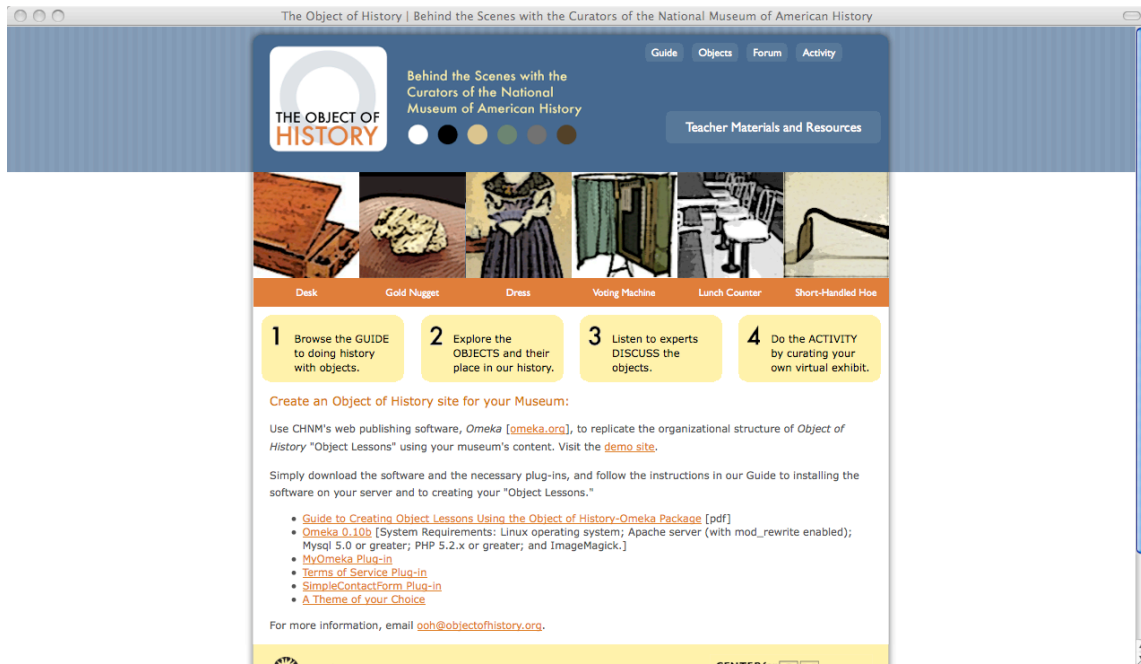 The Object of History | Behind the Scenes with the Curators of the National Museum of American History
Guide Objects Forum Activity
THE OBJECT OF
HISTORY
Behind the Scenes with the
Curators of the National
Museum of American History
Teacher Materials and Resources
Desk Gold Nugget Dress Voting Machine Lunch Counter Short-Handled Hoe
1 Browse the GUIDE
to doing history
with objects.
2 Explore the
OBJECTS and their
place in our history.
3 Listen to experts
DISCUSS the
objects.
4 Do the ACTIVITY
by curating your
own virtual exhibit.
Create an Object of History site for your Museum:
Use CHNM's web publishing software, Omeka [omeka.org], to replicate the organizational structure of Object of
History "Object Lessons" using your museum's content. Visit the demo site.
Simply download the software and the necessary plug-ins, and follow the instructions in our Guide to installing the
software on your server and to creating your "Object Lessons."
• Guide to Creating Object Lessons Using the Object of History-Omeka Package [pdf]
• Omeka 0.10b [System Requirements: Linux operating system; Apache server (with mod_rewrite enabled);
Mysql 5.0 or greater; PHP 5.2.x or greater; and ImageMagick.]
• MyOmeka Plug-in
• Terms of Service Plug-in
• SimpleContactForm Plug-in
• A Theme of your Choice
For more information, email ooh@objectofhistory.org.